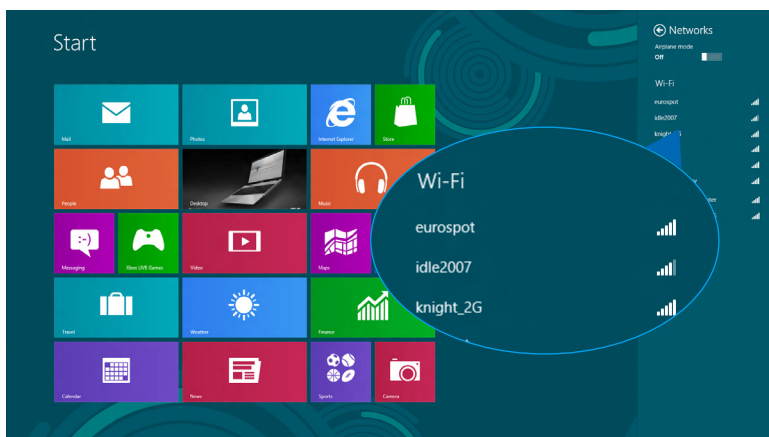 Start
Mail
Photos
Internet Explorer
Store
People
Desktop
Music
Messaging
Xbox LIVE Games
Video
Maps
Travel
Weather
Finance
Calendar
News
Sports
Camera
Networks
Airplane mode
Off
Wi-Fi
eurospot
idle2007
Wi-Fi
eurospot
idle2007
knight_2G